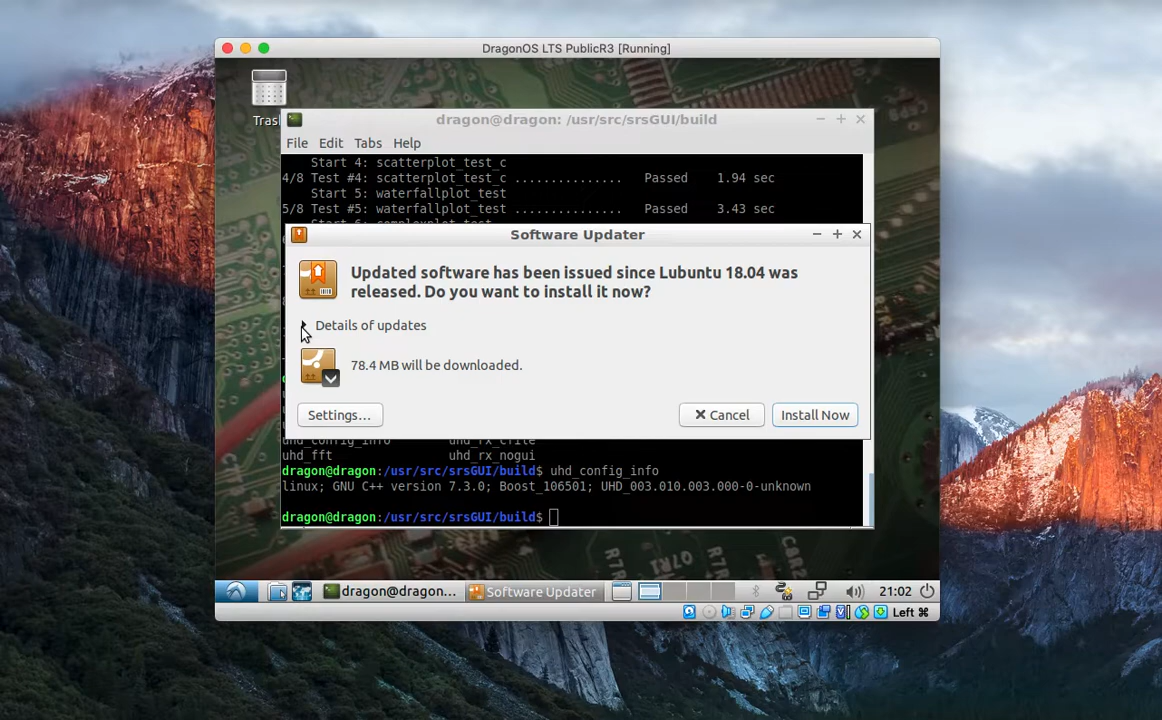 DragonOS LTS PublicR3 [Running]
dragon@dragon: /usr/src/srsGUI/build
File Edit Tabs Help
Start 4: scatterplot_test_c
4/8 Test #4: scatterplot_test_c ............... Passed 1.94 sec
Start 5: waterfallplot_test
5/8 Test #5: waterfallplot_test ............... Passed 3.43 sec
Software Updater
Updated software has been issued since Lubuntu 18.04 was
released. Do you want to install it now?
Details of updates
78.4 MB will be downloaded.
Settings... Cancel Install Now
uhd_config_info uhd_rx_cfile
uhd_fft uhd_rx_nogui
dragon@dragon:/usr/src/srsGUI/build$ uhd_config_info
linux; GNU C++ version 7.3.0; Boost_106501; UHD_003.010.003.000-0-unknown
dragon@dragon:/usr/src/srsGUI/build$
dragon@dragon... Software Updater 21:02
Left ⌘